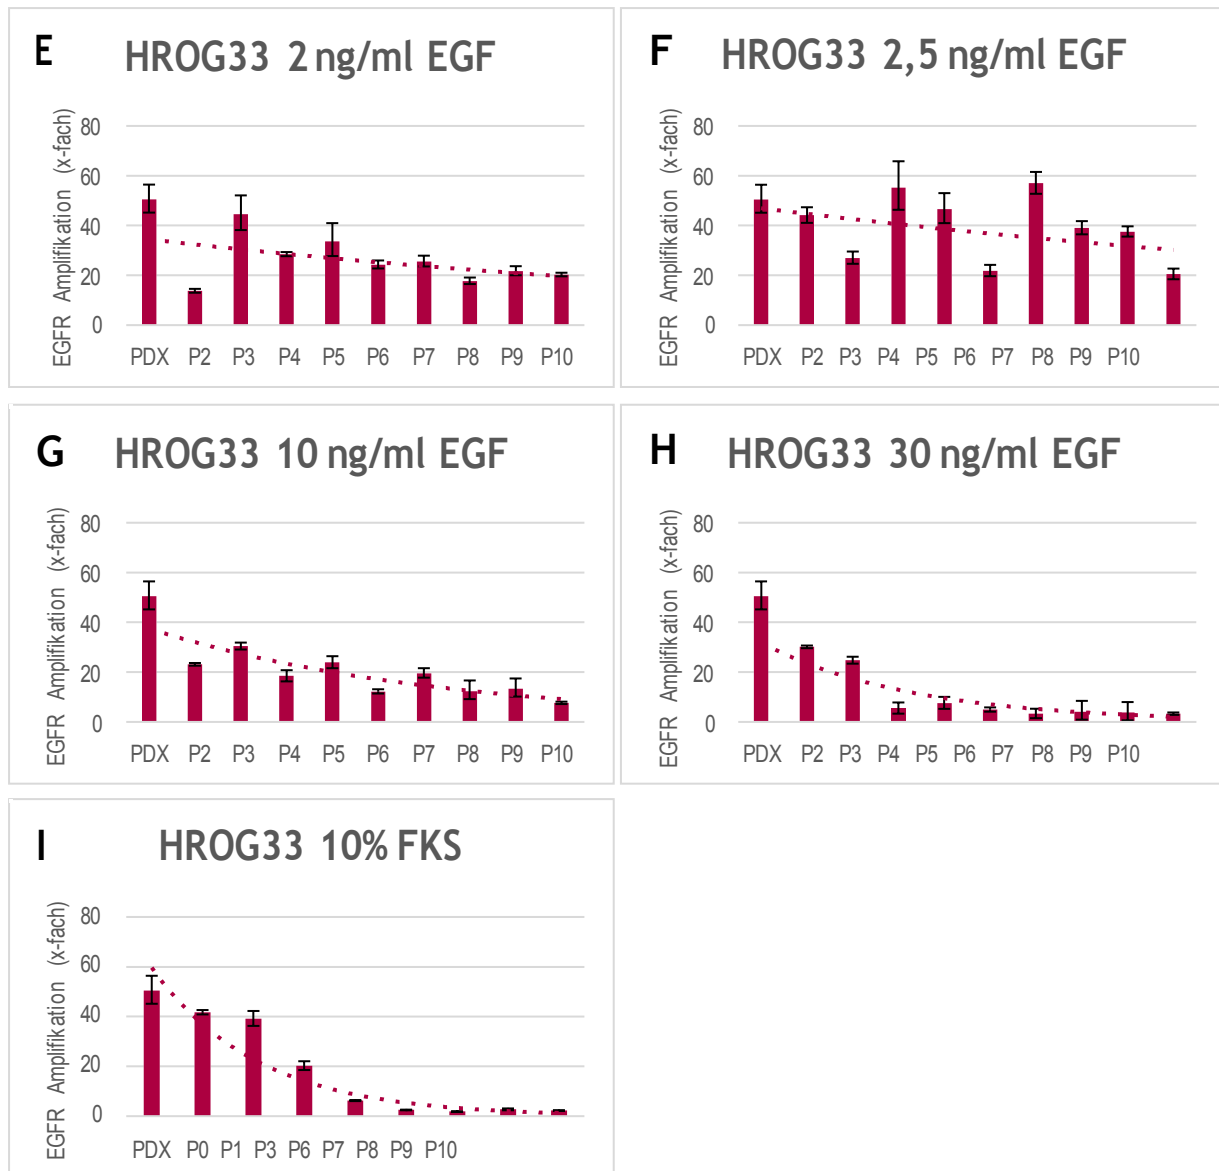 E HROG33 2 ng/ml EGF
EGFR Amplifikation (x-fach)
80
60
40
20
0
PDX P2 P3 P4 P5 P6 P7 P8 P9 P10
F HROG33 2,5 ng/ml EGF
EGFR Amplifikation (x-fach)
80
60
40
20
0
PDX P2 P3 P4 P5 P6 P7 P8 P9 P10
G HROG33 10 ng/ml EGF
EGFR Amplifikation (x-fach)
80
60
40
20
0
PDX P2 P3 P4 P5 P6 P7 P8 P9 P10
H HROG33 30 ng/ml EGF
EGFR Amplifikation (x-fach)
80
60
40
20
0
PDX P2 P3 P4 P5 P6 P7 P8 P9 P10
I HROG33 10% FKS
EGFR Amplifikation (x-fach)
80
60
40
20
0
PDX P0 P1 P3 P6 P7 P8 P9 P10